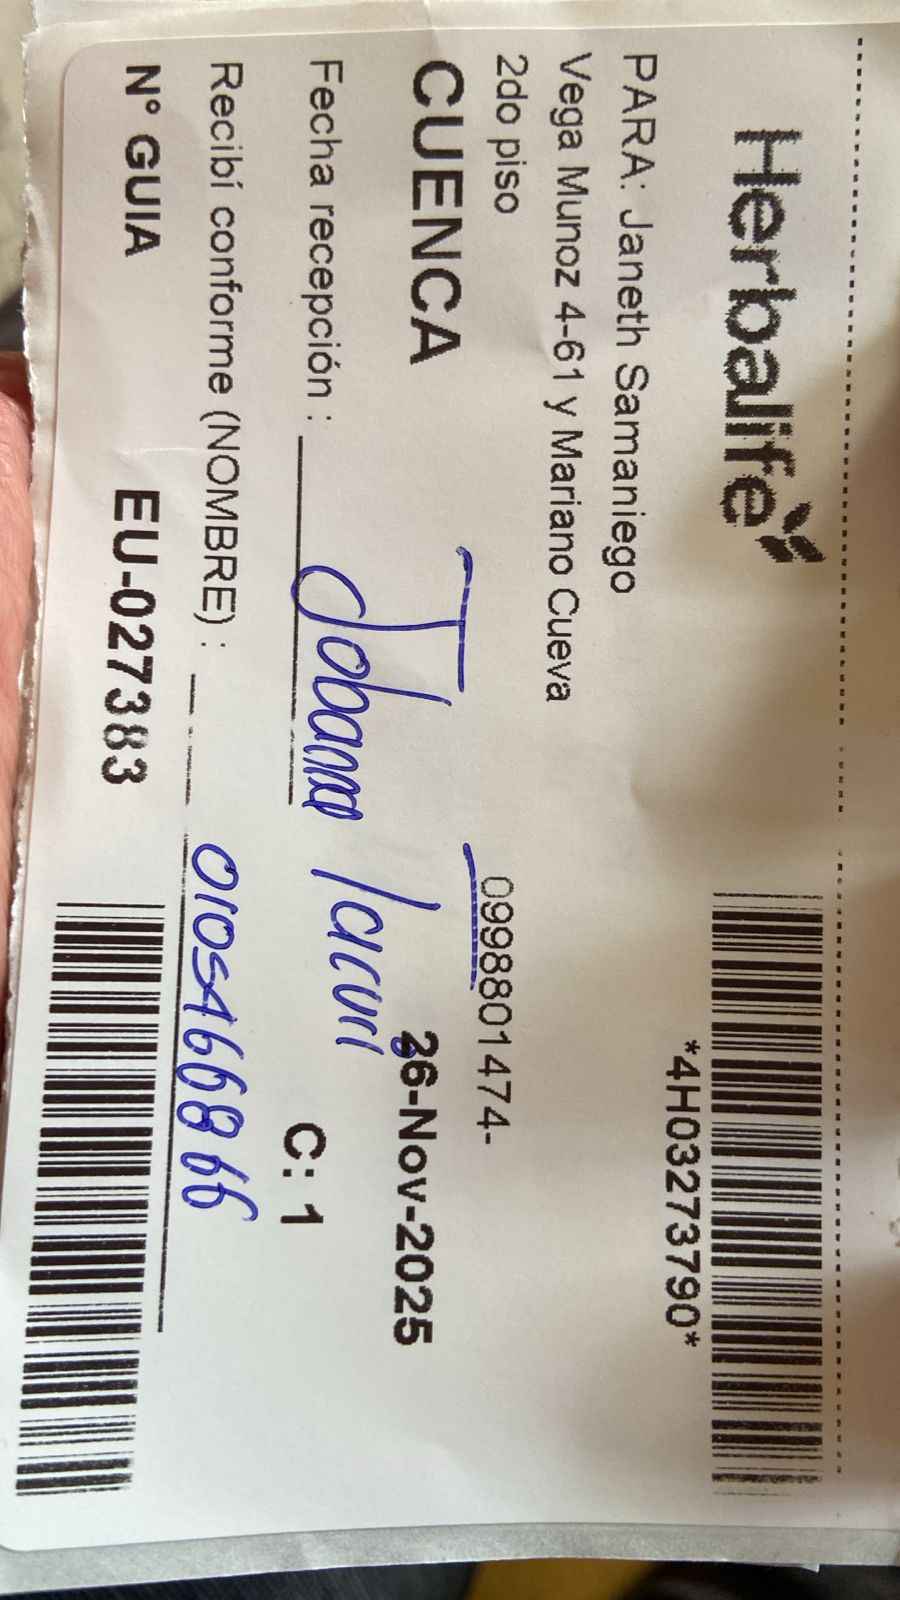 Herbalife
*4H03273790*
PARA: Janeth Samaniego
Vega Munoz 4-61 y Mariano Cueva
2do piso
0998801474-
CUENCA
26-Nov-2025
Fecha recepción :
Johanna
C: 1
Recibí conforme (NOMBRE) :
N° GUIA
EU-027383